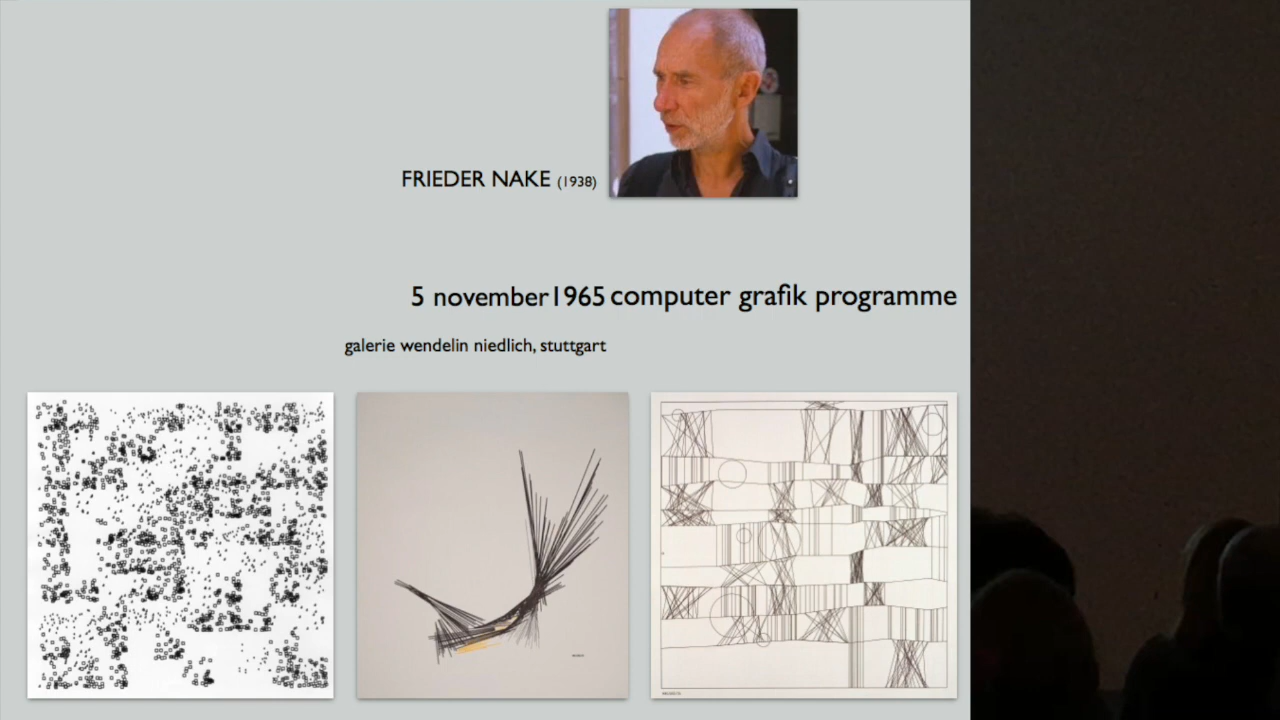 FRIEDER NAKE (1938)
5 november1965 computer grafik programme
galerie wendelin niedlich, stuttgart